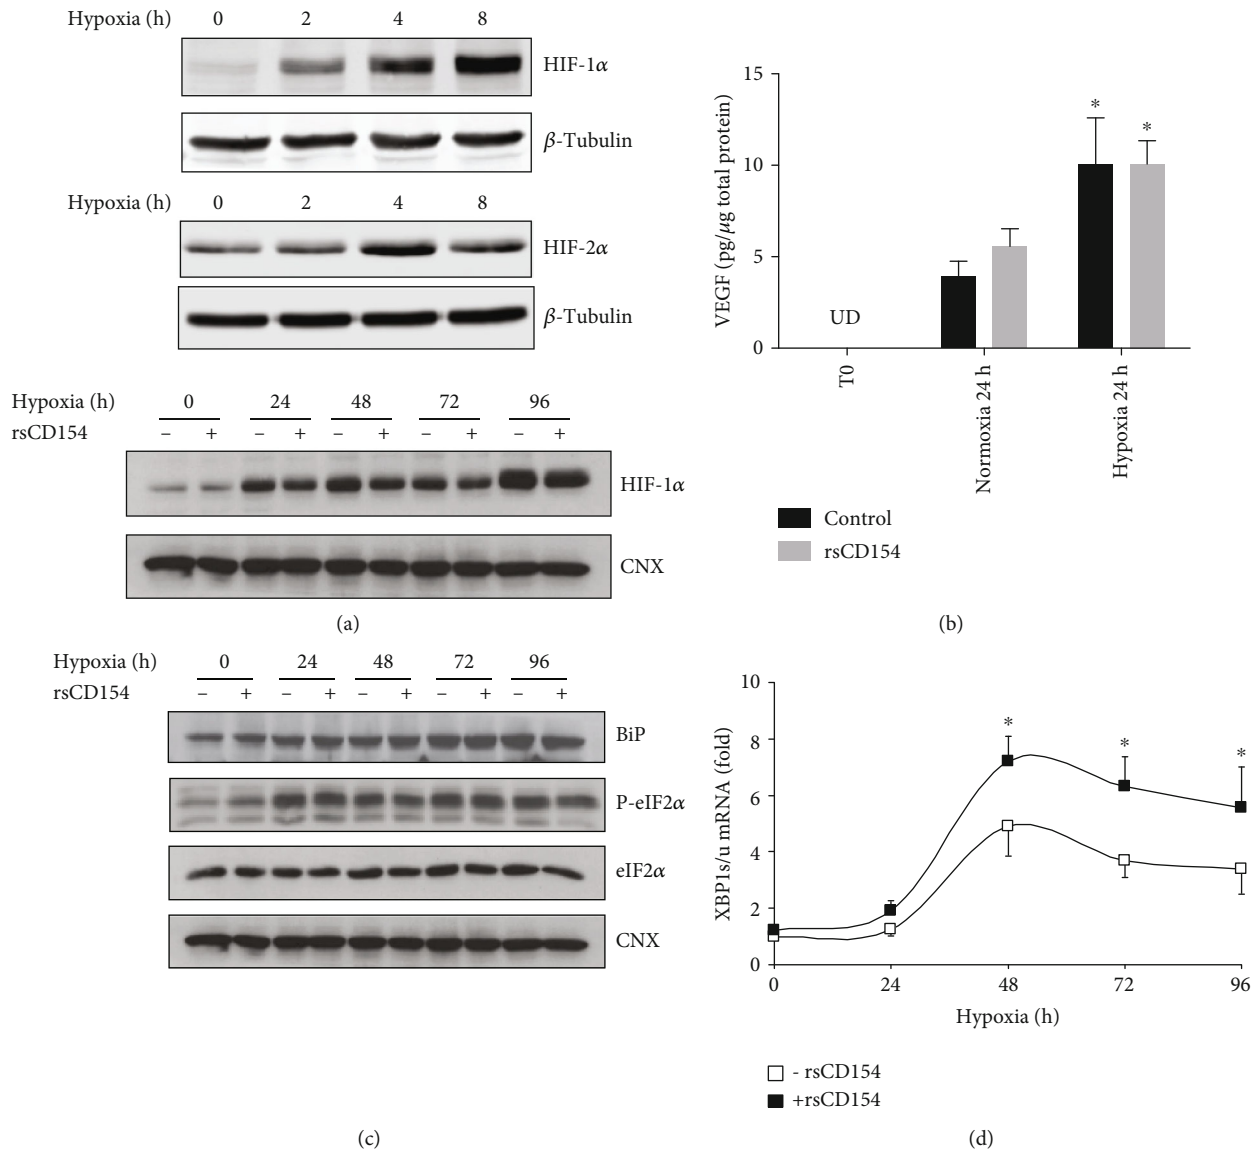 Hypoxia (h) 0 2 4 8
HIF-1α
β-Tubulin
Hypoxia (h) 0 2 4 8
HIF-2α
β-Tubulin
Hypoxia (h) 0 24 48 72 96
rsCD154 – + – + – + – + – +
HIF-1α
CNX
(a)
15
10
5
0
VEGF (pg/μg total protein)
UD
*
*
T0
Normoxia 24 h
Hypoxia 24 h
Control
rsCD154
(b)
Hypoxia (h) 0 24 48 72 96
rsCD154 – + – + – + – + – +
BiP
P-eIF2α
eIF2α
CNX
(c)
10
8
6
4
2
0
XBP1s/u mRNA (fold)
*
*
*
0 24 48 72 96
Hypoxia (h)
- rsCD154
+rsCD154
(d)